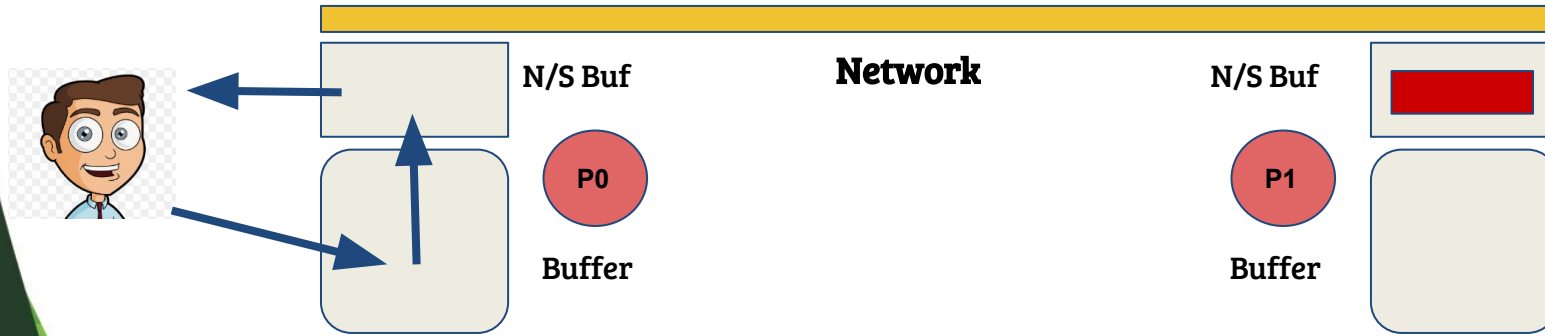 N/S Buf
Network
N/S Buf
P0
P1
Buffer
Buffer